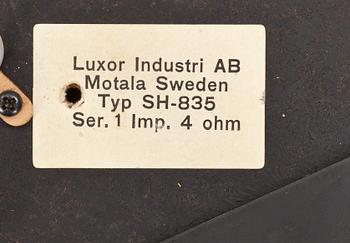 Luxor Industri AB
Motala Sweden
Typ SH-835
Ser. 1 Imp. 4 ohm